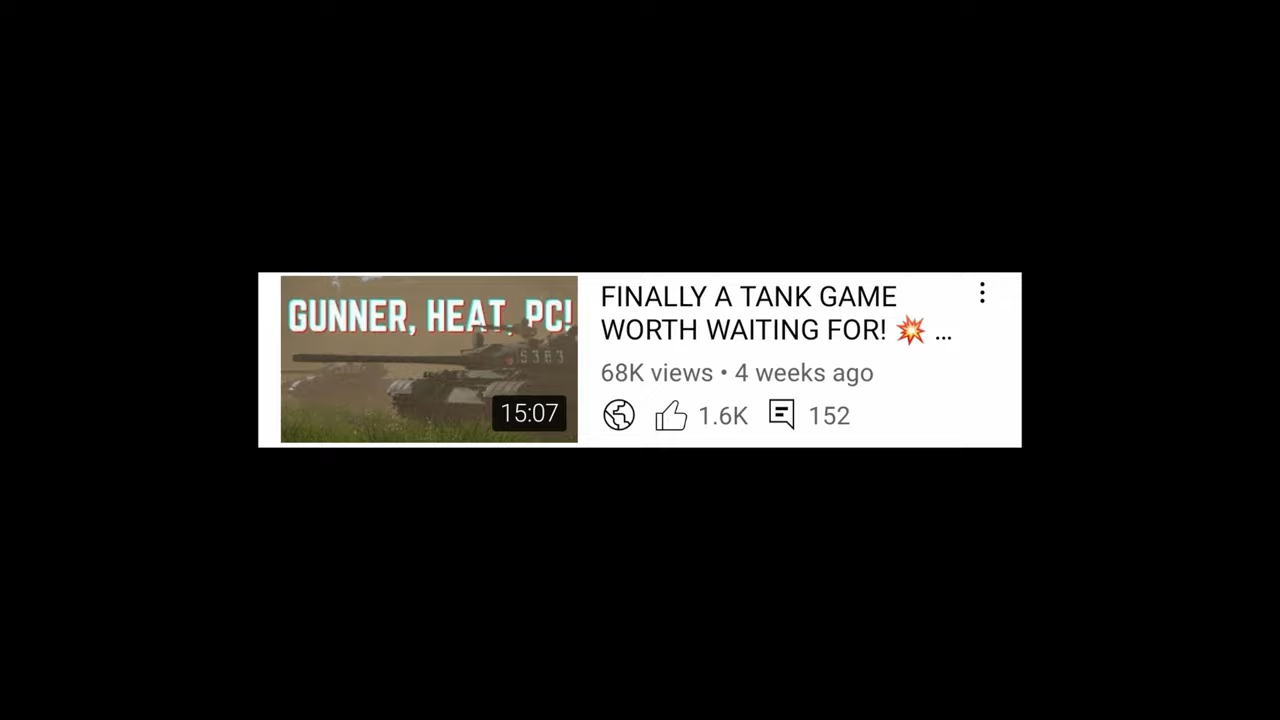 GUNNER, HEAT, PC!
5383
15:07
FINALLY A TANK GAME
WORTH WAITING FOR! 💥 ...
68K views • 4 weeks ago
1.6K 152